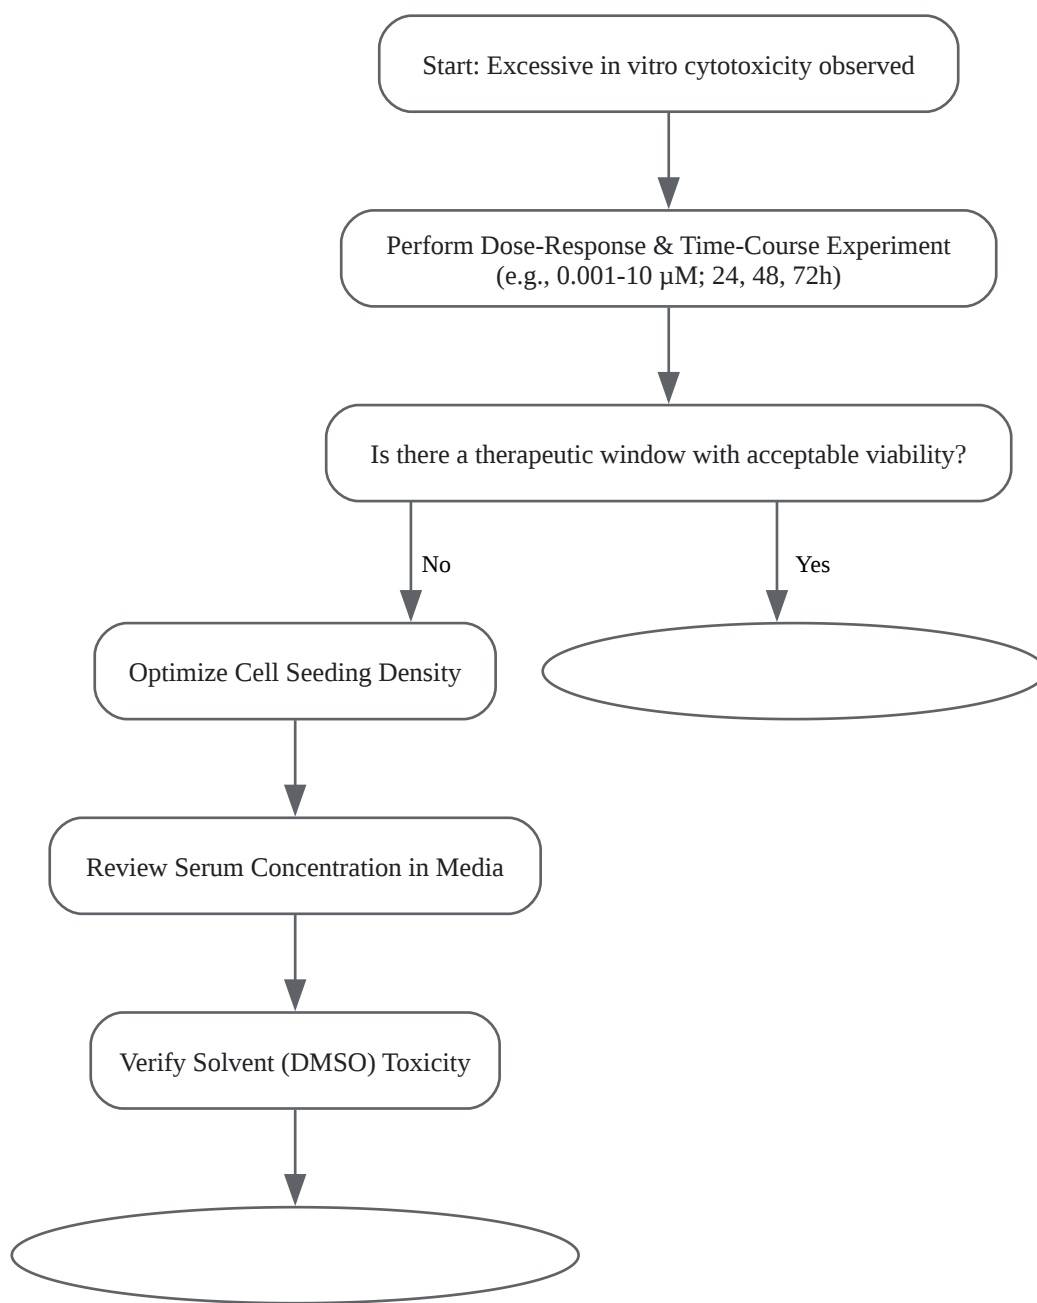 Start: Excessive in vitro cytotoxicity observed
Perform Dose-Response & Time-Course Experiment
(e.g., 0.001-10 µM; 24, 48, 72h)
Is there a therapeutic window with acceptable viability?
No
Yes
Optimize Cell Seeding Density
Review Serum Concentration in Media
Verify Solvent (DMSO) Toxicity